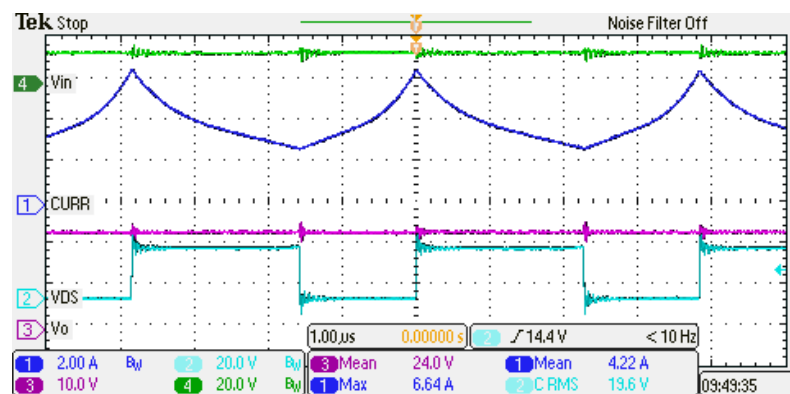 Tek Stop Noise Filter Off
4 Vin
1 CURR
2 VDS
3 Vo
1.00µs 0.00000 s 2 14.4 V < 10 Hz
1 2.00 A BW 2 20.0 V BW 3 Mean 24.0 V 1 Mean 4.22 A
3 10.0 V 4 20.0 V BW 1 Max 6.64 A 2 C RMS 19.6 V 09:49:35